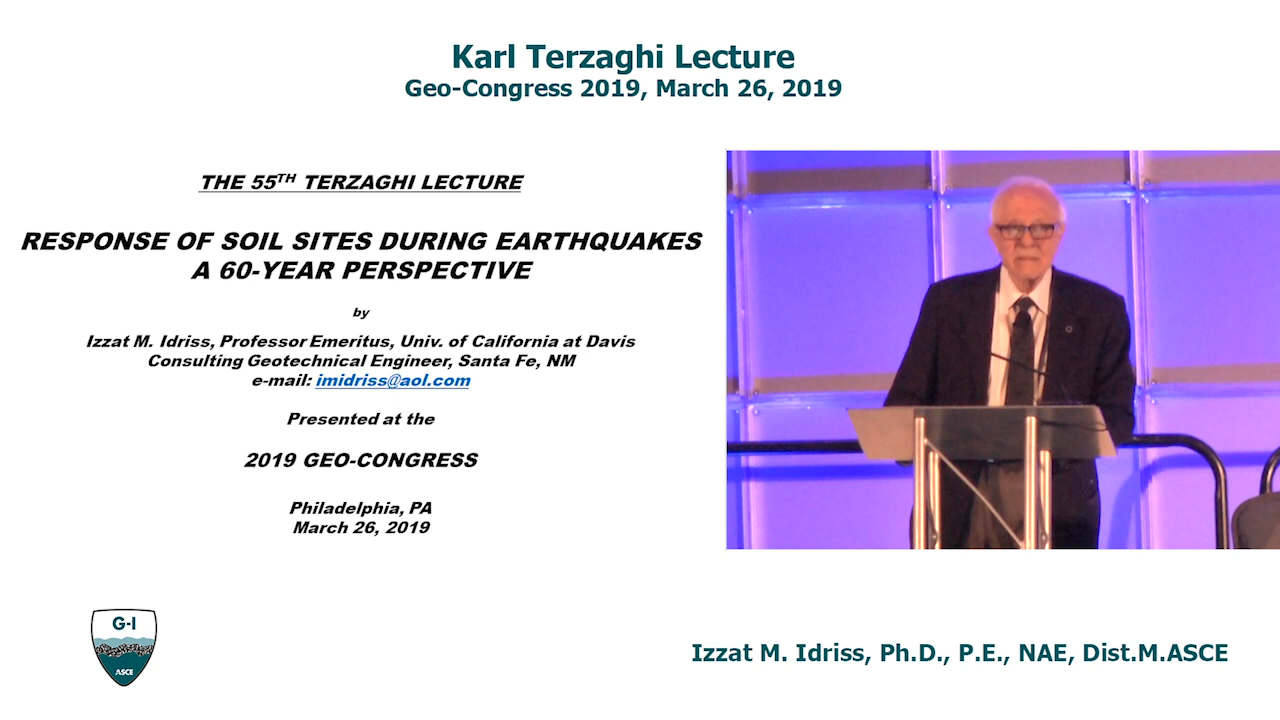 Karl Terzaghi Lecture
Geo-Congress 2019, March 26, 2019
THE 55TH TERZAGHI LECTURE
RESPONSE OF SOIL SITES DURING EARTHQUAKES
A 60-YEAR PERSPECTIVE
by
Izzat M. Idriss, Professor Emeritus, Univ. of California at Davis
Consulting Geotechnical Engineer, Santa Fe, NM
e-mail: imidriss@aol.com
Presented at the
2019 GEO-CONGRESS
Philadelphia, PA
March 26, 2019
G-I
ASCE
Izzat M. Idriss, Ph.D., P.E., NAE, Dist.M.ASCE